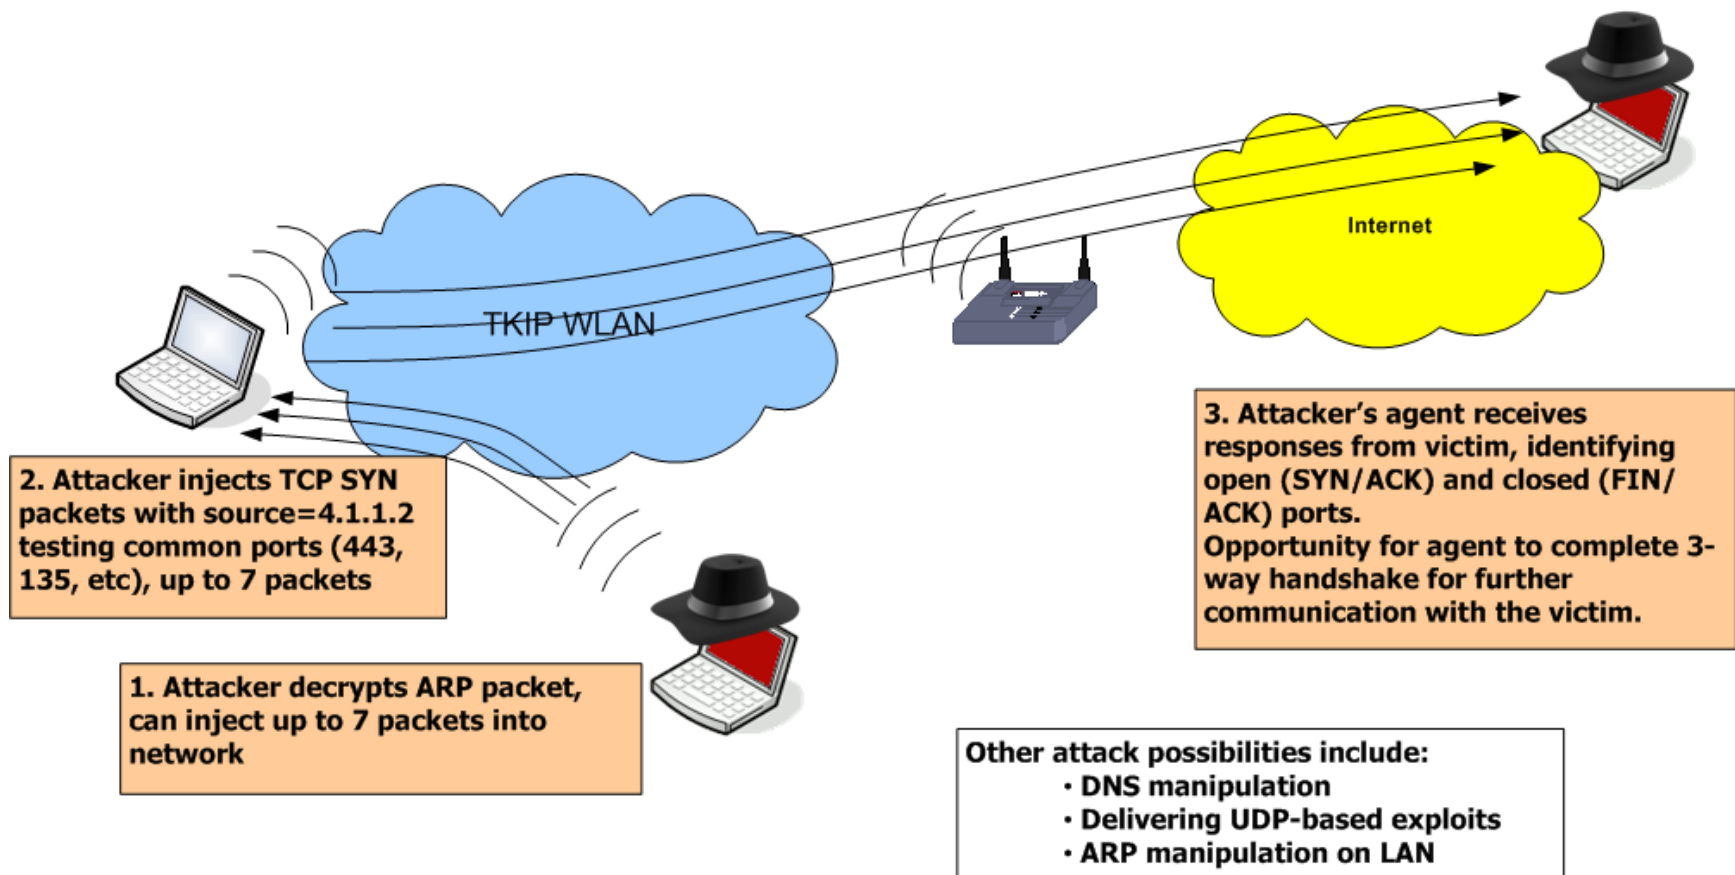 Internet
TKIP WLAN
2. Attacker injects TCP SYN
packets with source=4.1.1.2
testing common ports (443,
135, etc), up to 7 packets
1. Attacker decrypts ARP packet,
can inject up to 7 packets into
network
3. Attacker’s agent receives
responses from victim, identifying
open (SYN/ACK) and closed (FIN/
ACK) ports.
Opportunity for agent to complete 3-
way handshake for further
communication with the victim.
Other attack possibilities include:
• DNS manipulation
• Delivering UDP-based exploits
• ARP manipulation on LAN